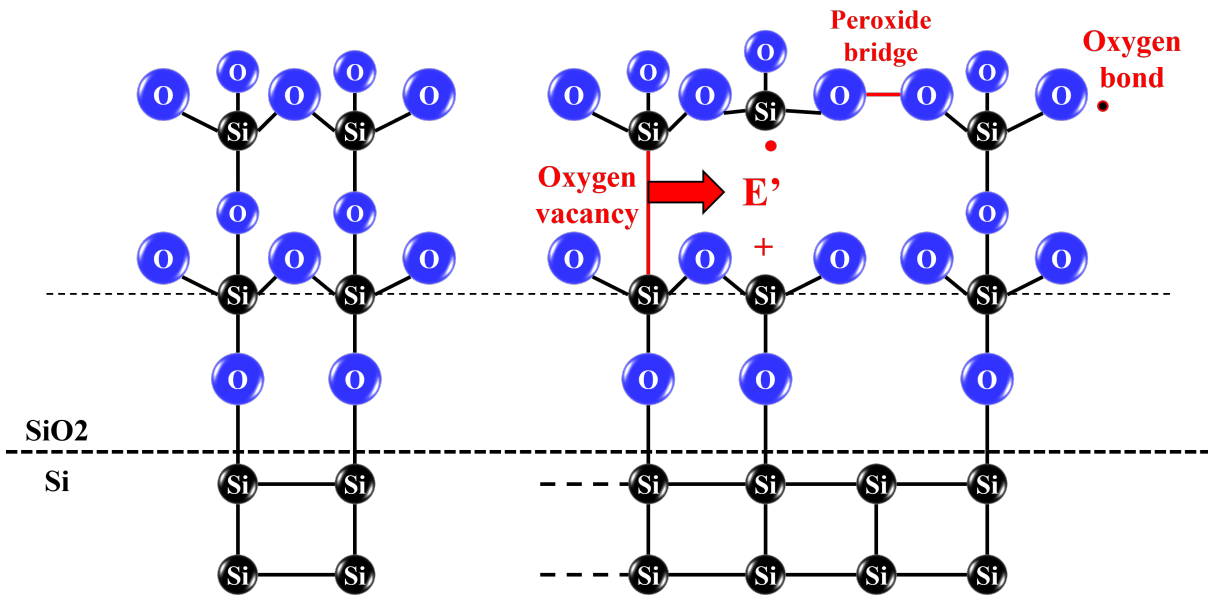 Peroxide
bridge
Oxygen
bond
O O Si O O
O O O O O O O O O O
Si Si Si Si Si
Oxygen
vacancy
E’
O O O
+
O O O O O O O O
Si Si Si Si Si
O O O O O
SiO2
Si
Si Si Si Si Si Si
Si Si Si Si Si Si